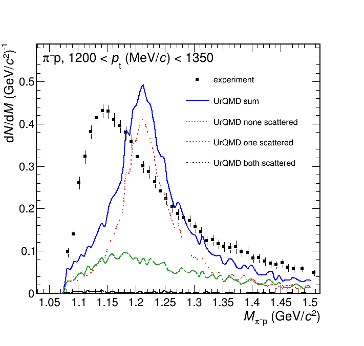 π⁻p, 1200 < pₜ (MeV/c) < 1350
dN/dM (GeV/c²)⁻¹
experiment
UrQMD sum
UrQMD none scattered
UrQMD one scattered
UrQMD both scattered
0.5
0.4
0.3
0.2
0.1
0
1.05 1.1 1.15 1.2 1.25 1.3 1.35 1.4 1.45 1.5
M_π⁻p (GeV/c²)